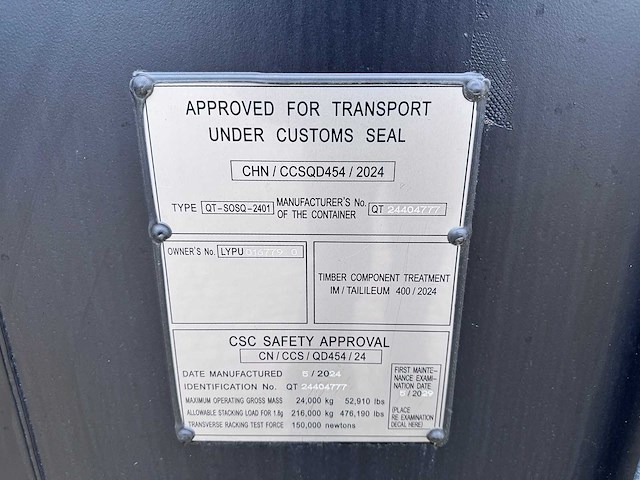 APPROVED FOR TRANSPORT
UNDER CUSTOMS SEAL
CHN / CCSQD454 / 2024
TYPE QT-SOSQ-2401 MANUFACTURER'S No. OF THE CONTAINER QT 24404777
OWNER'S No. LYPU
TIMBER COMPONENT TREATMENT
IM / TAILILEUM 400 / 2024
CSC SAFETY APPROVAL
CN / CCS / QD454 / 24
DATE MANUFACTURED 5 / 2024
IDENTIFICATION No. QT 24404777
MAXIMUM OPERATING GROSS MASS 24,000 kg 52,910 lbs
ALLOWABLE STACKING LOAD FOR 1.8g 216,000 kg 476,190 lbs
TRANSVERSE RACKING TEST FORCE 150,000 newtons
FIRST MAINTE-
NANCE EXAMI-
NATION DATE
5 / 2029
(PLACE
RE EXAMINATION
DECAL HERE)